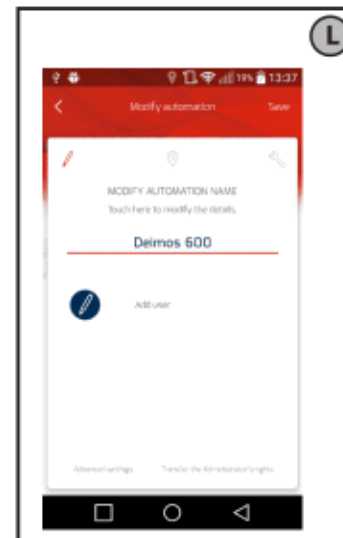 L
19% 13:37
Modify automation Save
MODIFY AUTOMATION NAME
Touch here to modify the details.
Deimos 600
Add user
Advanced settings Transfer the Administrator's rights